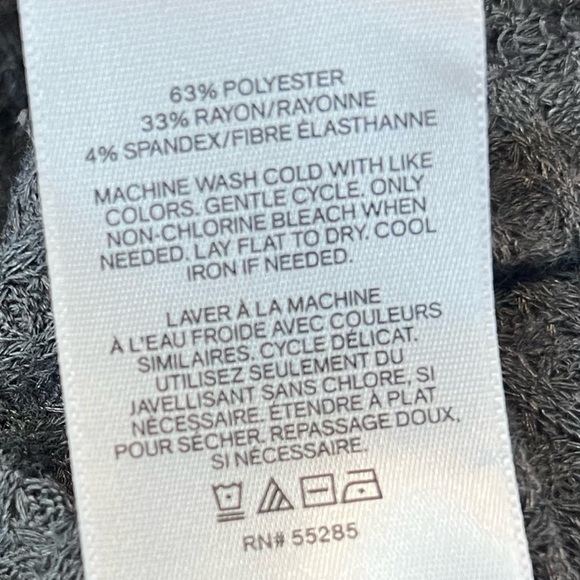 63% POLYESTER
33% RAYON/RAYONNE
4% SPANDEX/FIBRE ÉLASTHANNE
MACHINE WASH COLD WITH LIKE
COLORS. GENTLE CYCLE. ONLY
NON-CHLORINE BLEACH WHEN
NEEDED. LAY FLAT TO DRY. COOL
IRON IF NEEDED.
LAVER À LA MACHINE
À L'EAU FROIDE AVEC COULEURS
SIMILAIRES. CYCLE DÉLICAT.
UTILISEZ SEULEMENT DU
JAVELLISANT SANS CHLORE, SI
NÉCESSAIRE. ÉTENDRE À PLAT
POUR SÉCHER. REPASSAGE DOUX,
SI NÉCESSAIRE.
RN# 55285